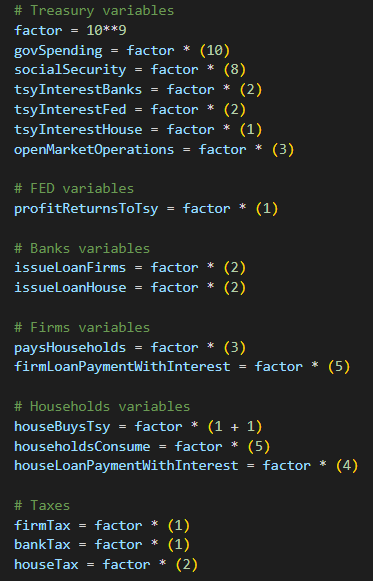 # Treasury variables
factor = 10**9
govSpending = factor * (10)
socialSecurity = factor * (8)
tsyInterestBanks = factor * (2)
tsyInterestFed = factor * (2)
tsyInterestHouse = factor * (1)
openMarketOperations = factor * (3)

# FED variables
profitReturnsToTsy = factor * (1)

# Banks variables
issueLoanFirms = factor * (2)
issueLoanHouse = factor * (2)

# Firms variables
paysHouseholds = factor * (3)
firmLoanPaymentWithInterest = factor * (5)

# Households variables
houseBuysTsy = factor * (1 + 1)
householdsConsume = factor * (5)
houseLoanPaymentWithInterest = factor * (4)

# Taxes
firmTax = factor * (1)
bankTax = factor * (1)
houseTax = factor * (2)